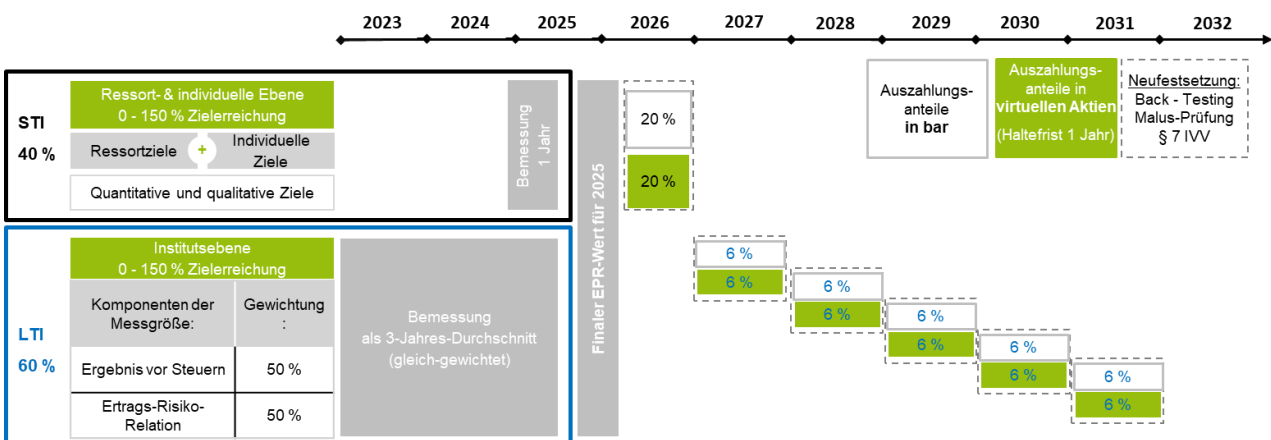 2023 2024 2025 2026 2027 2028 2029 2030 2031 2032
STI
40 %
Ressort- & individuelle Ebene
0 - 150 % Zielerreichung
Ressortziele + Individuelle
Ziele
Quantitative und qualitative Ziele
Bemessung
1 Jahr
Finaler EPR-Wert für 2025
20 %
20 %
Auszahlungs-
anteile
in bar
Auszahlungs-
anteile in
virtuellen Aktien
(Haltefrist 1 Jahr)
Neufestsetzung:
Back - Testing
Malus-Prüfung
§ 7 IVV
LTI
60 %
Institutsebene
0 - 150 % Zielerreichung
Komponenten der
Messgröße:
Gewichtung
:
Ergebnis vor Steuern
50 %
Ertrags-Risiko-
Relation
50 %
Bemessung
als 3-Jahres-Durchschnitt
(gleich-gewichtet)
6 %
6 %
6 %
6 %
6 %
6 %
6 %
6 %
6 %
6 %